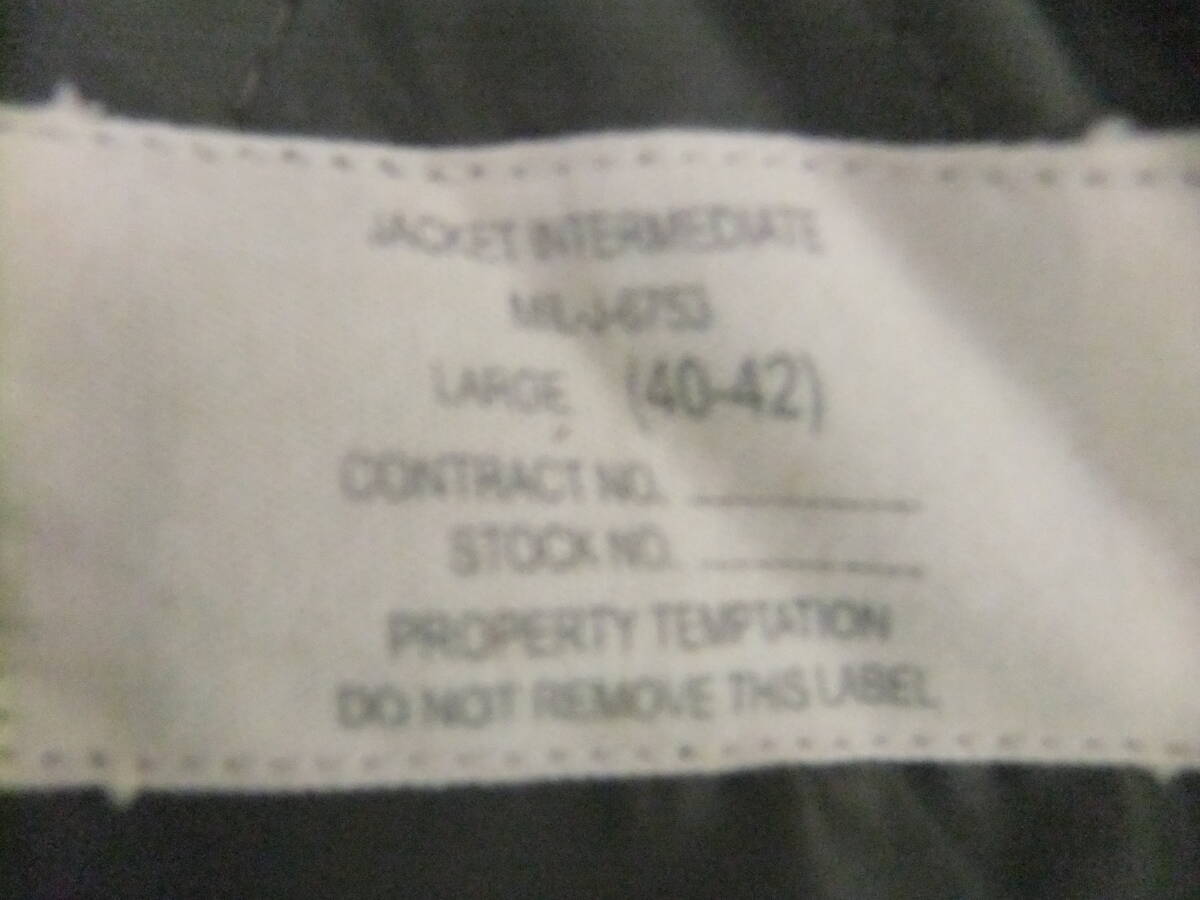 JACKET, INTERMEDIATE
MIL-J-6753
LARGE (40-42)
CONTRACT NO.
STOCK NO.
PROPERTY TEMPTATION
DO NOT REMOVE THIS LABEL